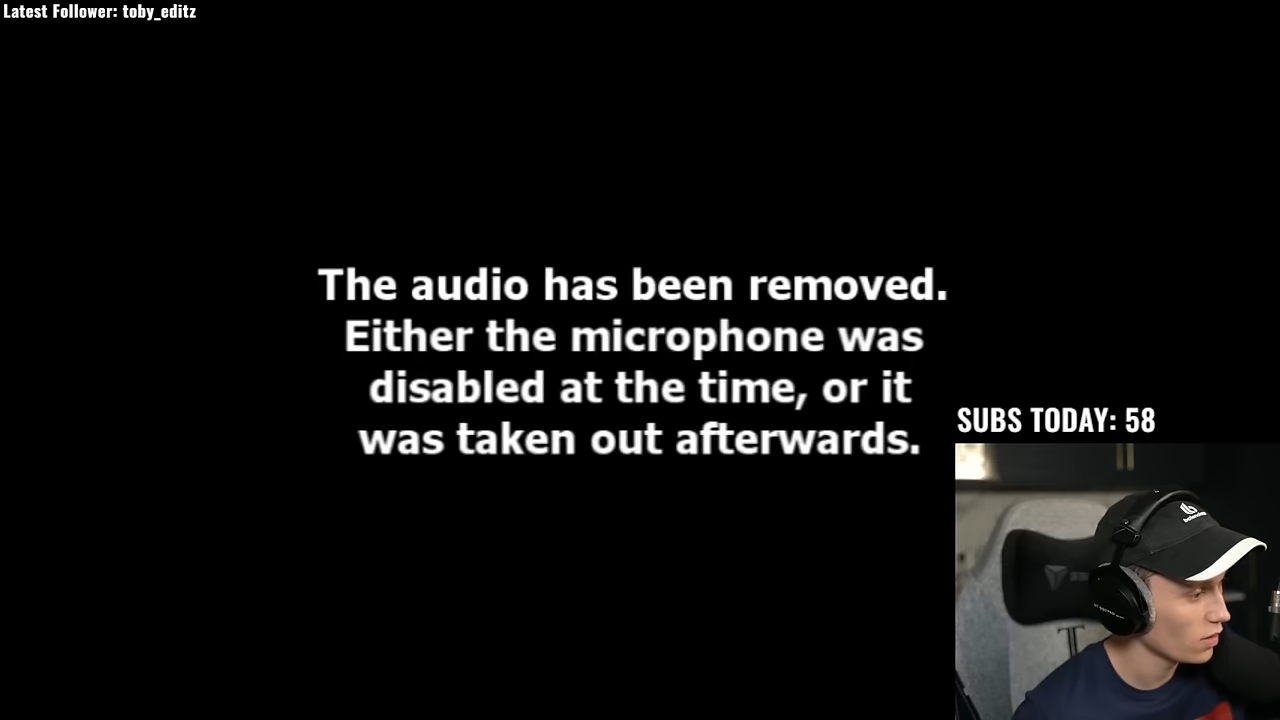 Latest Follower: toby_editz
The audio has been removed.
Either the microphone was
disabled at the time, or it
was taken out afterwards.
SUBS TODAY: 58